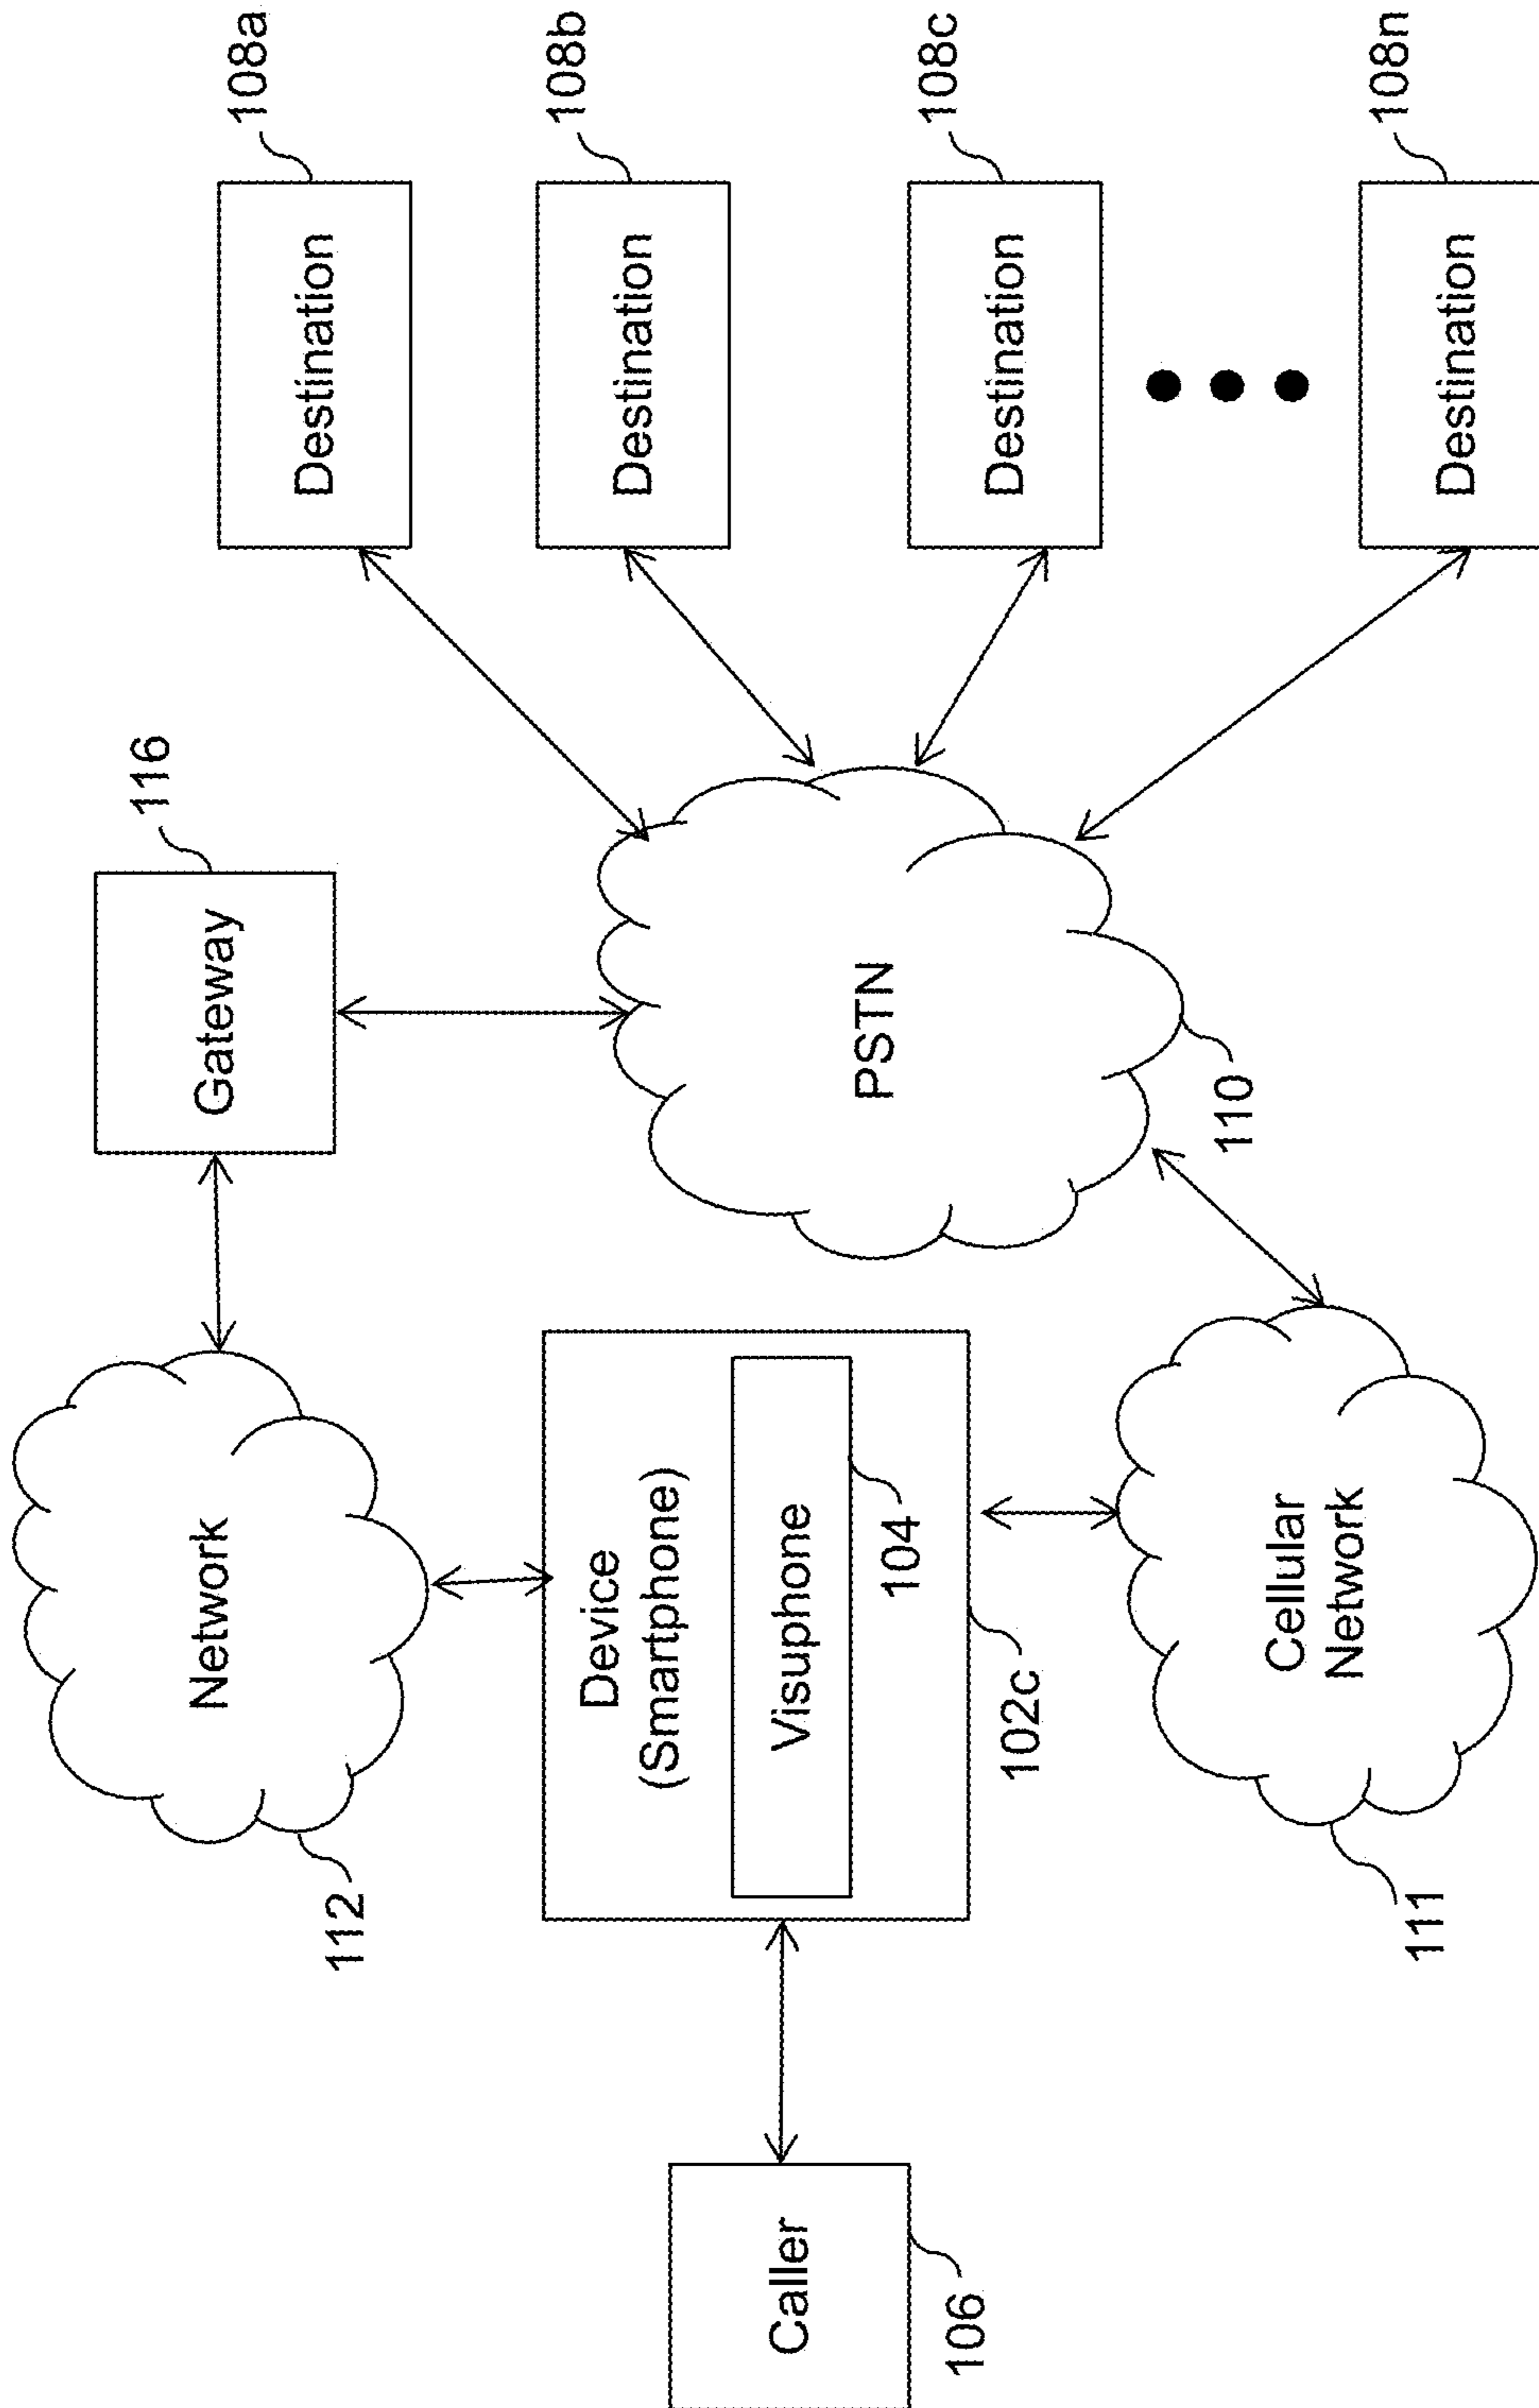 Caller
106
Network
112
Device
(Smartphone)
Visuphone
104
102c
Cellular
Network
111
Gateway
116
PSTN
110
Destination
108a
Destination
108b
Destination
108c
Destination
108n